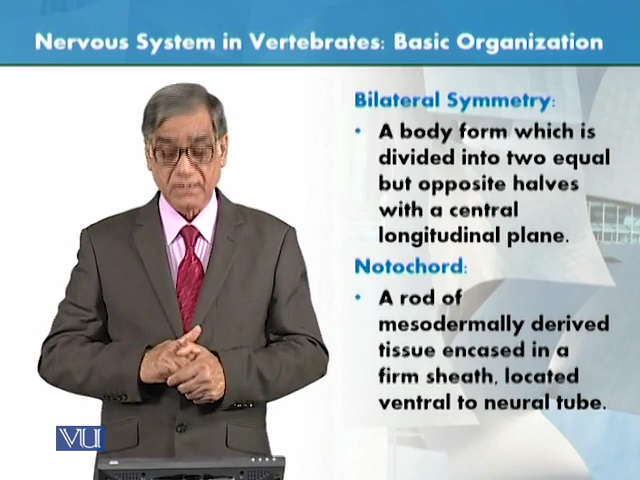 Nervous System in Vertebrates: Basic Organization
Bilateral Symmetry:
• A body form which is
divided into two equal
but opposite halves
with a central
longitudinal plane.
Notochord:
• A rod of
mesodermally derived
tissue encased in a
firm sheath, located
ventral to neural tube.
VU